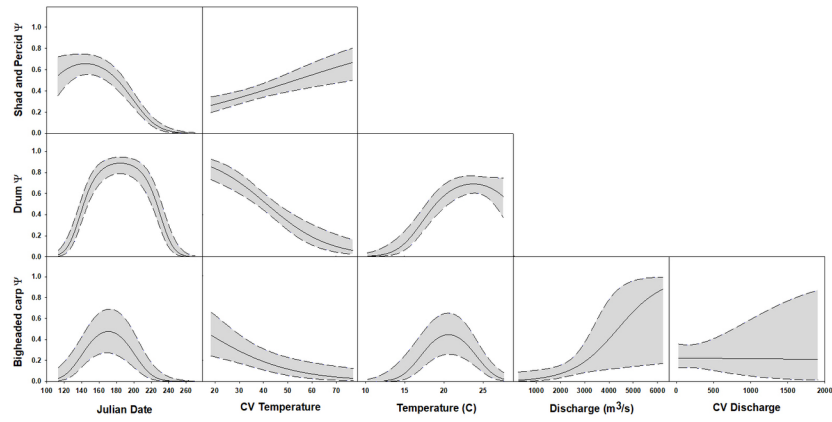 Shad and Percid Ψ
1.0
0.8
0.6
0.4
0.2
0.0
Drum Ψ
1.0
0.8
0.6
0.4
0.2
0.0
Bigheaded carp Ψ
1.0
0.8
0.6
0.4
0.2
0.0
100 120 140 160 180 200 220 240 260
20 30 40 50 60 70
10 15 20 25
1000 2000 3000 4000 5000 6000
0 500 1000 1500 2000
Julian Date
CV Temperature
Temperature (C)
Discharge (m³/s)
CV Discharge